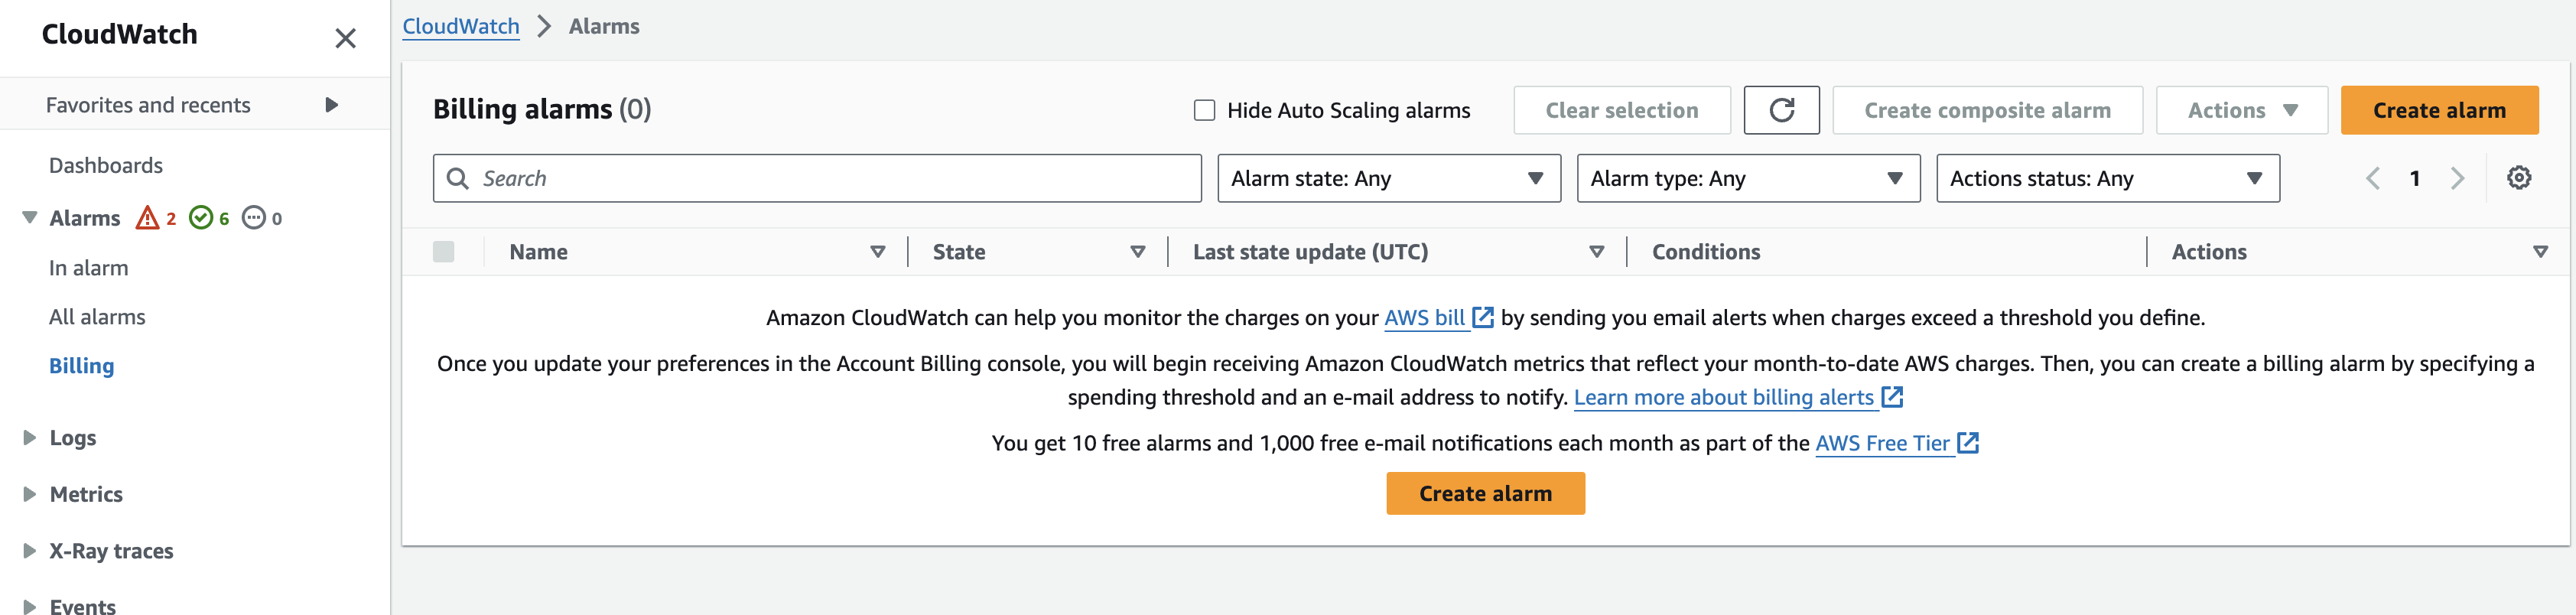 CloudWatch
Favorites and recents
Dashboards
Alarms 2 6 0
In alarm
All alarms
Billing
Logs
Metrics
X-Ray traces
Events
CloudWatch > Alarms
Billing alarms (0)
Hide Auto Scaling alarms
Clear selection
Create composite alarm
Actions
Create alarm
Search
Alarm state: Any
Alarm type: Any
Actions status: Any
1
Name
State
Last state update (UTC)
Conditions
Actions
Amazon CloudWatch can help you monitor the charges on your AWS bill by sending you email alerts when charges exceed a threshold you define.
Once you update your preferences in the Account Billing console, you will begin receiving Amazon CloudWatch metrics that reflect your month-to-date AWS charges. Then, you can create a billing alarm by specifying a
spending threshold and an e-mail address to notify. Learn more about billing alerts
You get 10 free alarms and 1,000 free e-mail notifications each month as part of the AWS Free Tier
Create alarm